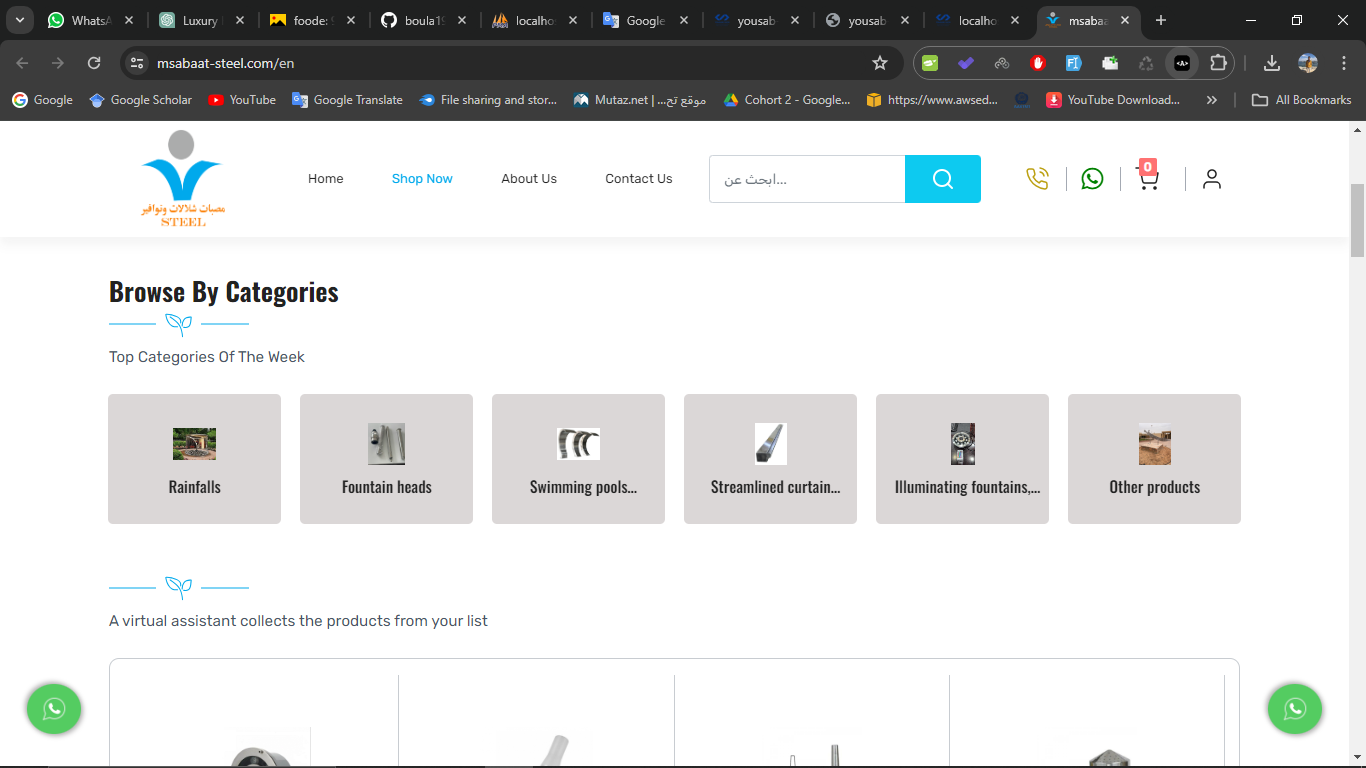 WhatsA
Luxury
foode:
boula19
localhos
Google
yousab
yousab
localho
msabaa
msabaat-steel.com/en
Google
Google Scholar
YouTube
Google Translate
File sharing and stor...
Mutaz.net | موقع تح...
Cohort 2 - Google...
https://www.awsed...
YouTube Download...
All Bookmarks
مصبات شلالات ونوافير
STEEL
Home
Shop Now
About Us
Contact Us
ابحث عن...
0
Browse By Categories
Top Categories Of The Week
Rainfalls
Fountain heads
Swimming pools...
Streamlined curtain...
Illuminating fountains,...
Other products
A virtual assistant collects the products from your list